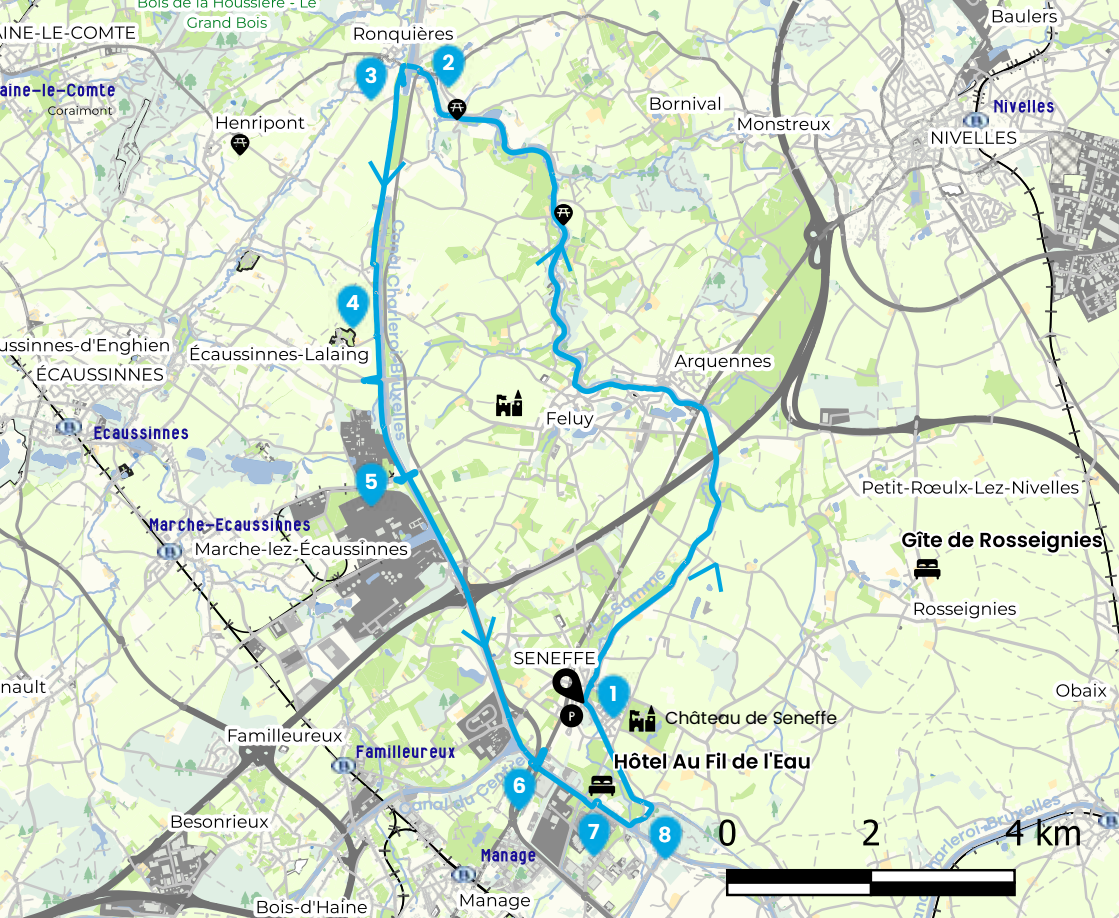 Bois de la Houssière - Le
Grand Bois
Baulers
AINE-LE-COMTE
Ronquières
2
3
aine-le-Comte
Coraimont
Bornival
Nivelles
B
Henripont
Monstreux
NIVELLES
Canal Charleroi-Bruxelles
4
ussinnes-d'Enghien
Écaussinnes-Lalaing
Arquennes
ÉCAUSSINNES
Feluy
B
Ecaussinnes
5
Petit-Rœulx-Lez-Nivelles
Marche-Ecaussinnes
B
Marche-lez-Écaussinnes
Gîte de Rosseignies
La Samme
Rosseignies
SENEFFE
nault
1
Obaix
P
Château de Seneffe
Familleureux
Familleureux
B
Hôtel Au Fil de l'Eau
6
Canal du Centre
Besonrieux
7
8
0 2 4 km
Charleroi-Bruxelles
B
Manage
B
Manage
Bois-d'Haine